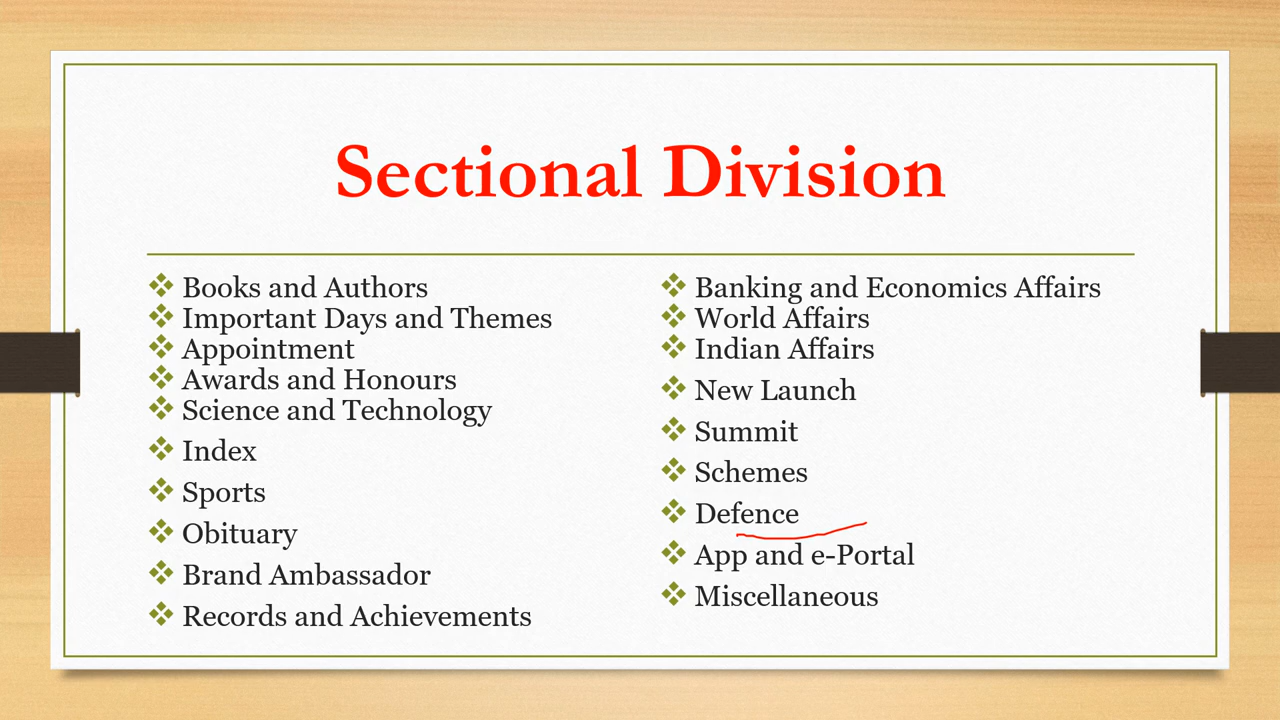 Sectional Division
Books and Authors
Important Days and Themes
Appointment
Awards and Honours
Science and Technology
Index
Sports
Obituary
Brand Ambassador
Records and Achievements
Banking and Economics Affairs
World Affairs
Indian Affairs
New Launch
Summit
Schemes
Defence
App and e-Portal
Miscellaneous